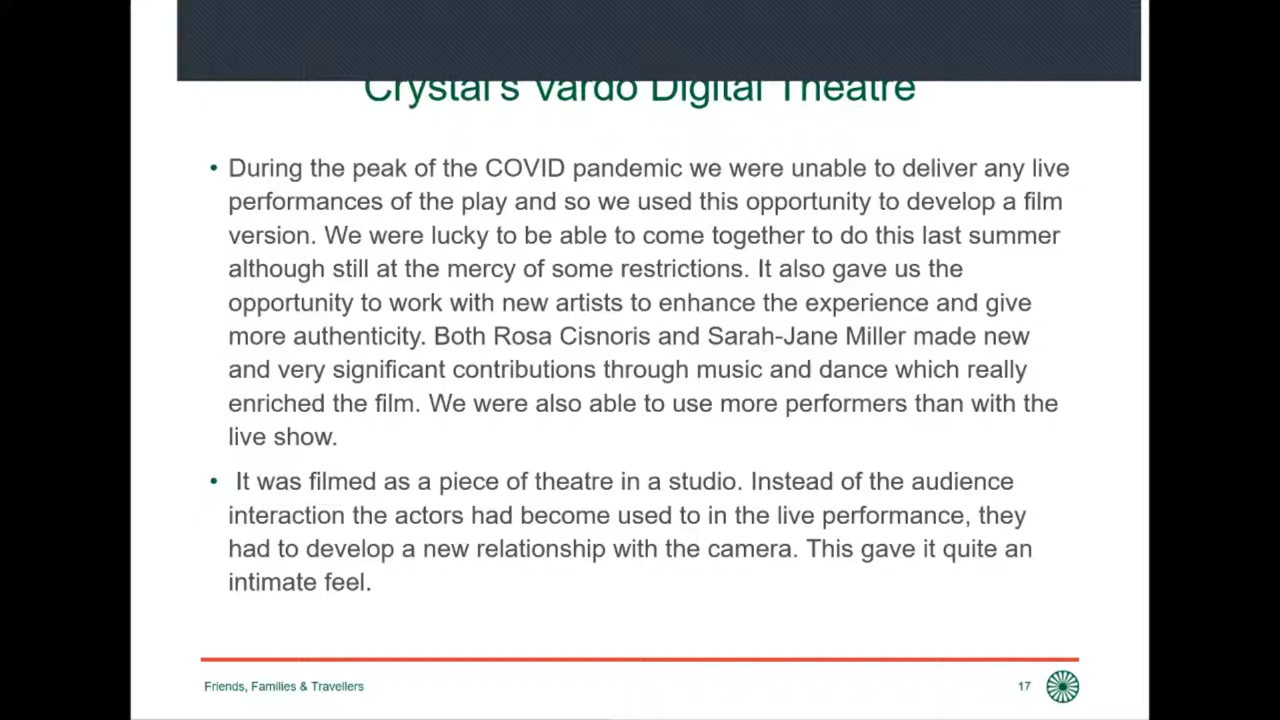 Crystal's Vardo Digital Theatre
• During the peak of the COVID pandemic we were unable to deliver any live
performances of the play and so we used this opportunity to develop a film
version. We were lucky to be able to come together to do this last summer
although still at the mercy of some restrictions. It also gave us the
opportunity to work with new artists to enhance the experience and give
more authenticity. Both Rosa Cisnoris and Sarah-Jane Miller made new
and very significant contributions through music and dance which really
enriched the film. We were also able to use more performers than with the
live show.
• It was filmed as a piece of theatre in a studio. Instead of the audience
interaction the actors had become used to in the live performance, they
had to develop a new relationship with the camera. This gave it quite an
intimate feel.
Friends, Families & Travellers
17